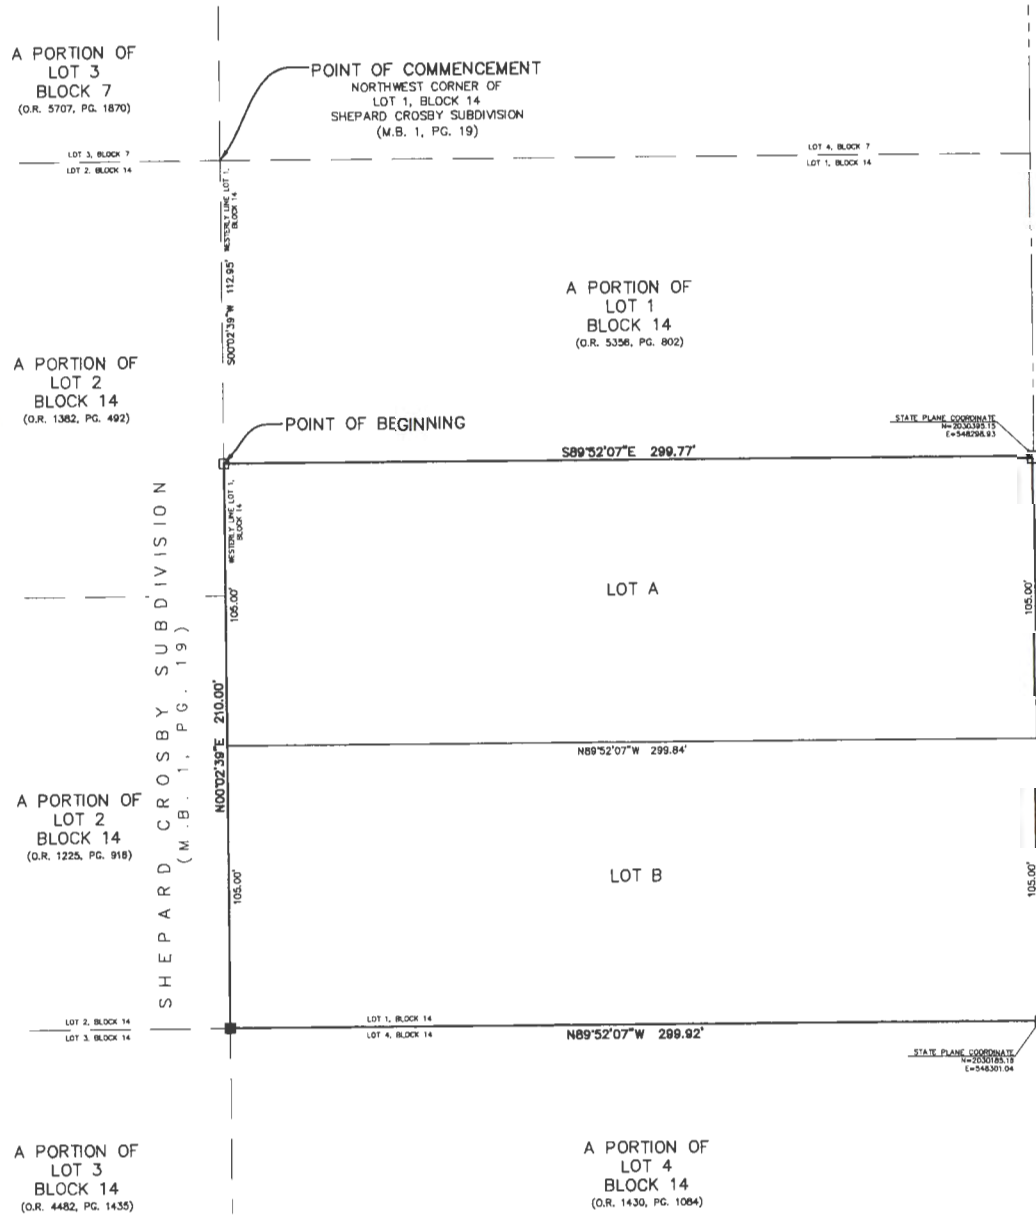 A PORTION OF
LOT 3
BLOCK 7
(O.R. 5707, PG. 1870)
POINT OF COMMENCEMENT
NORTHWEST CORNER OF
LOT 1, BLOCK 14
SHEPARD CROSBY SUBDIVISION
(M.B. 1, PG. 19)
LOT 3, BLOCK 7
LOT 2, BLOCK 14
LOT 4, BLOCK 7
LOT 1, BLOCK 14
WESTERLY LINE LOT 1,
BLOCK 14
S00°02'39"W 112.95'
A PORTION OF
LOT 1
BLOCK 14
(O.R. 5356, PG. 802)
A PORTION OF
LOT 2
BLOCK 14
(O.R. 1382, PG. 492)
POINT OF BEGINNING
STATE PLANE COORDINATE
N=2030395.15
E=548298.93
S89°52'07"E 299.77'
WESTERLY LINE LOT 1,
BLOCK 14
105.00'
LOT A
105.00'
SHEPARD CROSBY SUBDIVISION
(M.B. 1, PG. 19)
N00°02'39"E 210.00'
N89°52'07"W 299.84'
A PORTION OF
LOT 2
BLOCK 14
(O.R. 1225, PG. 918)
105.00'
LOT B
105.00'
LOT 2, BLOCK 14
LOT 3, BLOCK 14
LOT 1, BLOCK 14
LOT 4, BLOCK 14
N89°52'07"W 299.92'
STATE PLANE COORDINATE
N=2030185.18
E=548301.04
A PORTION OF
LOT 3
BLOCK 14
(O.R. 4482, PG. 1435)
A PORTION OF
LOT 4
BLOCK 14
(O.R. 1430, PG. 1084)